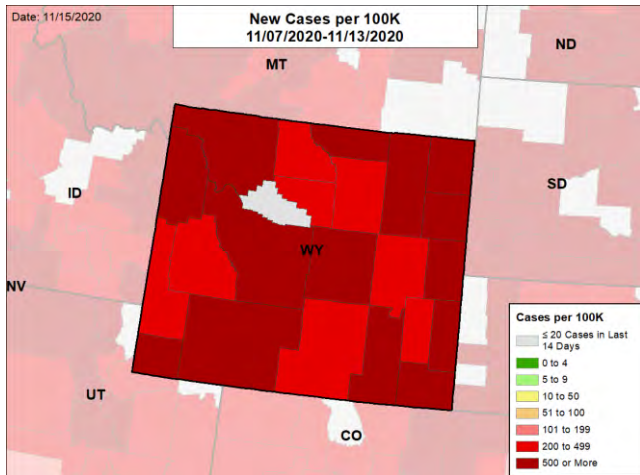 Date: 11/15/2020
New Cases per 100K
11/07/2020-11/13/2020
MT
ND
ID
SD
WY
NV
UT
CO
Cases per 100K
≤ 20 Cases in Last
14 Days
0 to 4
5 to 9
10 to 50
51 to 100
101 to 199
200 to 499
500 or More